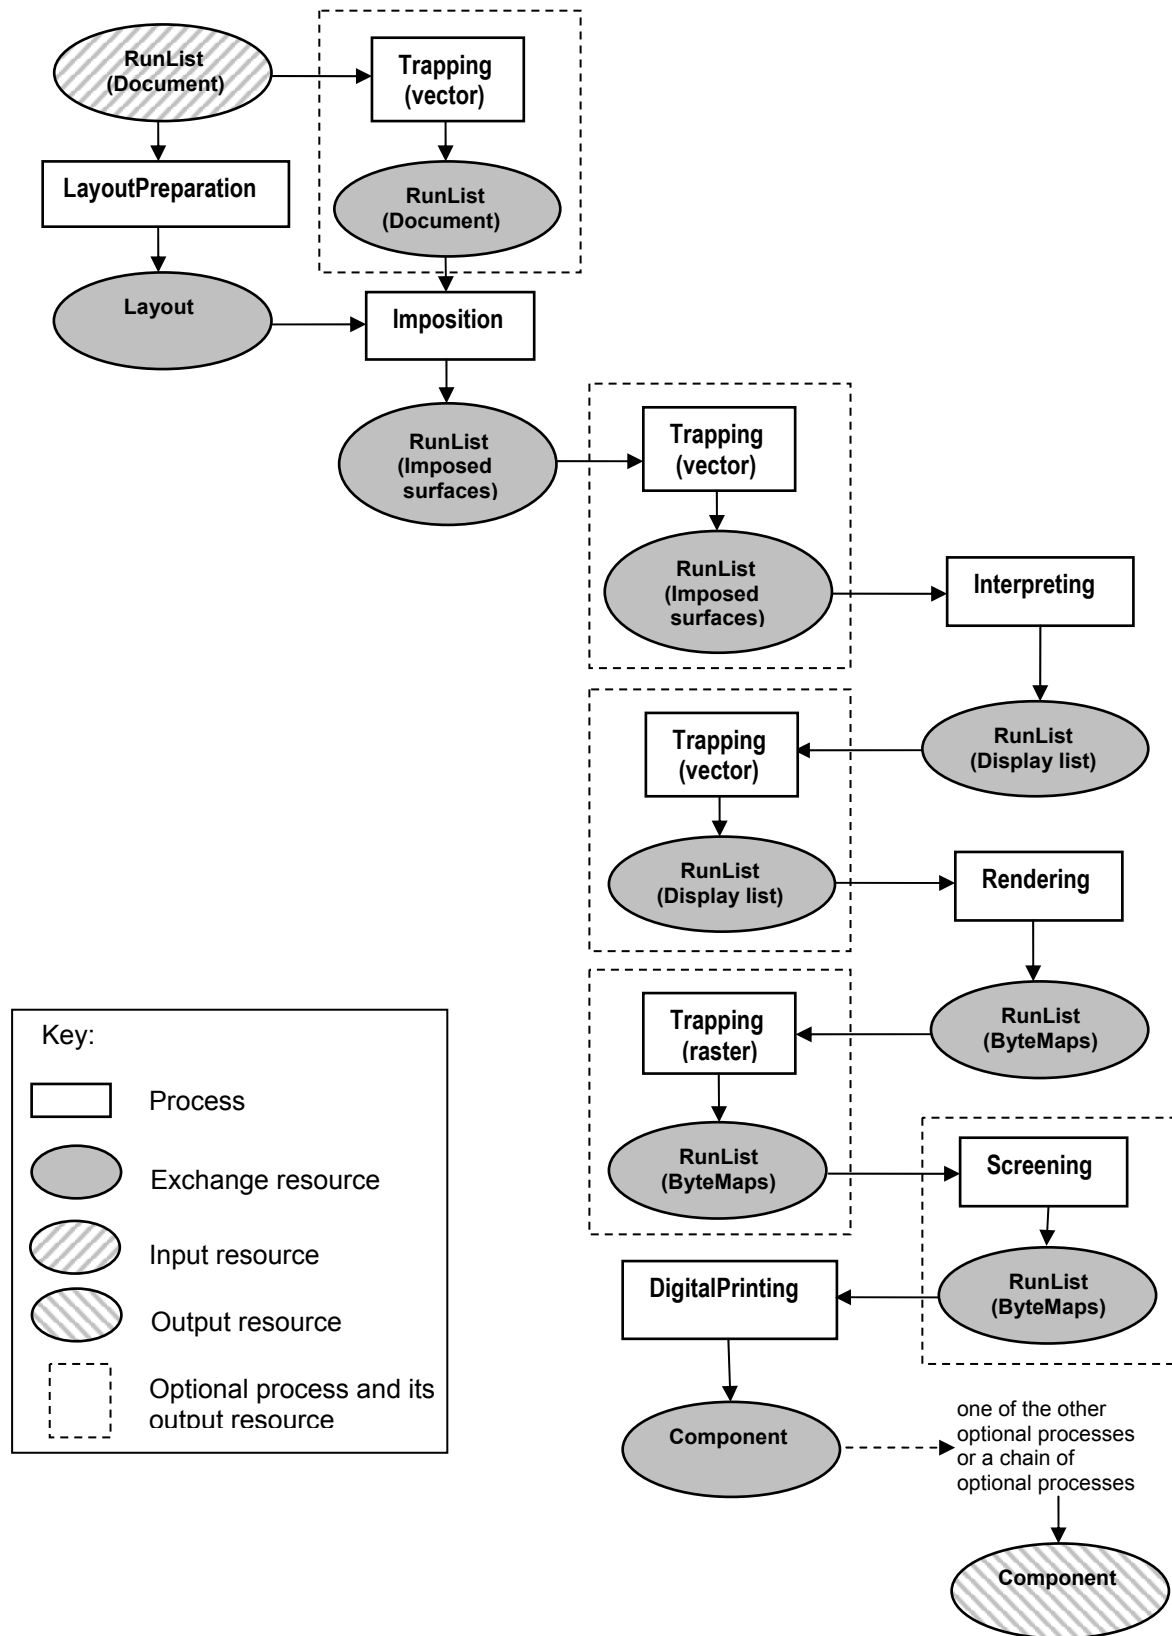 RunList
(Document)
Trapping
(vector)
LayoutPreparation
RunList
(Document)
Layout
Imposition
RunList
(Imposed
surfaces)
Trapping
(vector)
RunList
(Imposed
surfaces)
Interpreting
RunList
(Display list)
Trapping
(vector)
RunList
(Display list)
Rendering
RunList
(ByteMaps)
Trapping
(raster)
RunList
(ByteMaps)
Screening
RunList
(ByteMaps)
DigitalPrinting
Component
one of the other
optional processes
or a chain of
optional processes
Component
Key:
Process
Exchange resource
Input resource
Output resource
Optional process and its
output resource